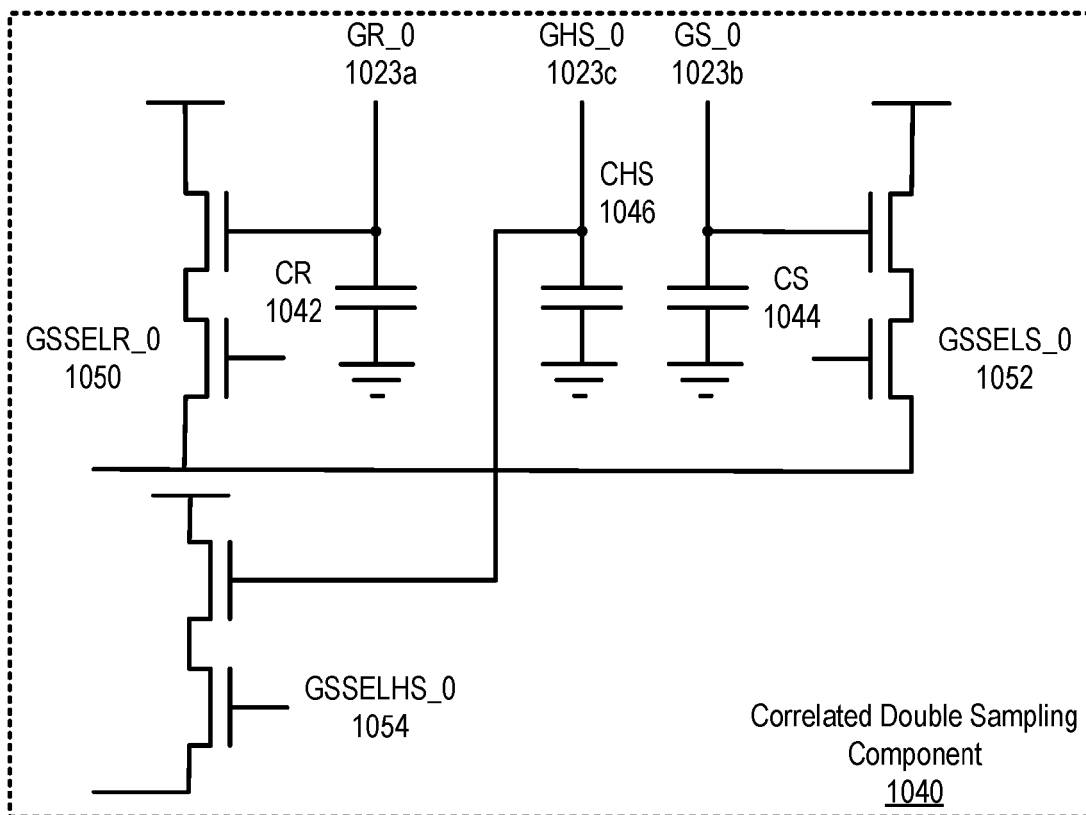 GR_0
1023a
GHS_0
1023c
GS_0
1023b
CHS
1046
CR
1042
CS
1044
GSSELR_0
1050
GSSELS_0
1052
GSSELHS_0
1054
Correlated Double Sampling
Component
1040